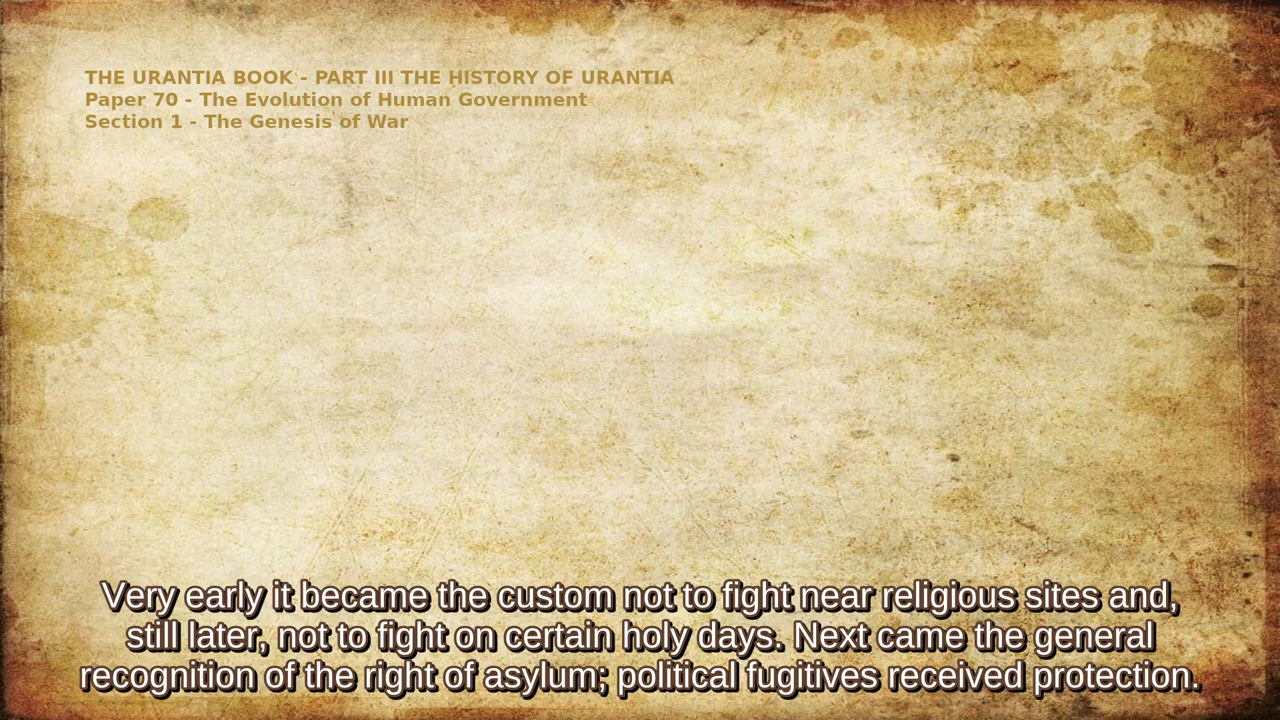 THE URANTIA BOOK - PART III THE HISTORY OF URANTIA
Paper 70 - The Evolution of Human Government
Section 1 - The Genesis of War
Very early it became the custom not to fight near religious sites and,
still later, not to fight on certain holy days. Next came the general
recognition of the right of asylum; political fugitives received protection.